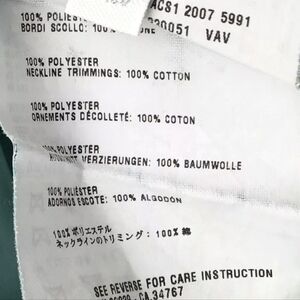 ACS1 2007 5991
100% POLIEST
BORDI SCOLLO: 100%
VAV
100% POLYESTER
NECKLINE TRIMMINGS: 100% COTTON
100% POLYESTER
ORNEMENTS DÉCOLLETÉ: 100% COTON
100% POLYESTER
VERZIERUNGEN: 100% BAUMWOLLE
100% POLIÉSTER
ADORNOS ESCOTE: 100% ALGODÓN
100% ポリエステル
ネックラインのトリミング: 100% 綿
SEE REVERSE FOR CARE INSTRUCTION
CA 34767